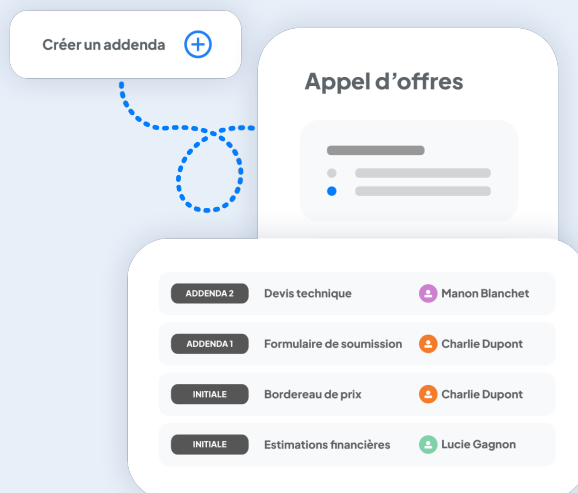 Créer un addenda
Appel d’offres
ADDENDA 2 Devis technique Manon Blanchet
ADDENDA 1 Formulaire de soumission Charlie Dupont
INITIALE Bordereau de prix Charlie Dupont
INITIALE Estimations financières Lucie Gagnon